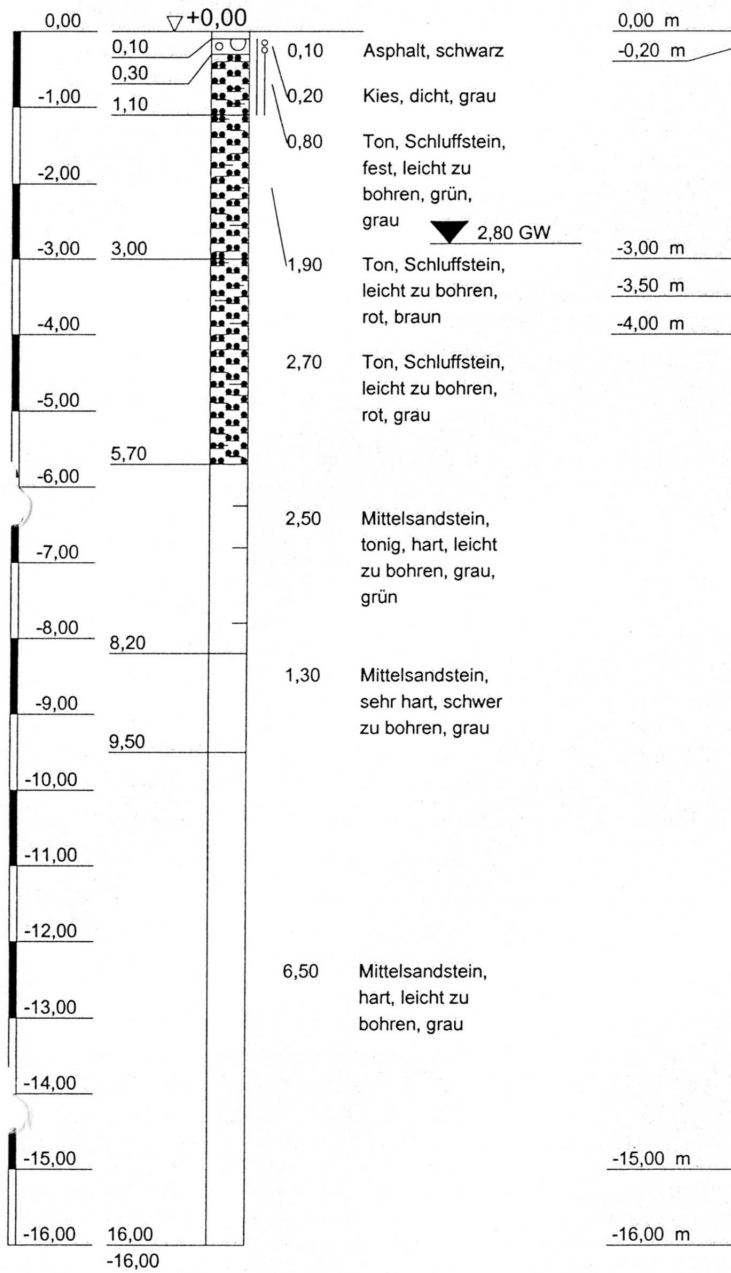 0,00
+0,00
0,00 m
0,10
0,10
Asphalt, schwarz
-0,20 m
0,30
0,20
Kies, dicht, grau
-1,00
1,10
0,80
Ton, Schluffstein,
fest, leicht zu
bohren, grün,
grau
-2,00
2,80 GW
-3,00
3,00
1,90
Ton, Schluffstein,
leicht zu bohren,
rot, braun
-3,00 m
-3,50 m
-4,00
-4,00 m
2,70
Ton, Schluffstein,
leicht zu bohren,
rot, grau
-5,00
5,70
-6,00
2,50
Mittelsandstein,
tonig, hart, leicht
zu bohren, grau,
grün
-7,00
-8,00
8,20
1,30
Mittelsandstein,
sehr hart, schwer
zu bohren, grau
-9,00
9,50
-10,00
-11,00
-12,00
6,50
Mittelsandstein,
hart, leicht zu
bohren, grau
-13,00
-14,00
-15,00
-15,00 m
-16,00
16,00
-16,00
-16,00 m